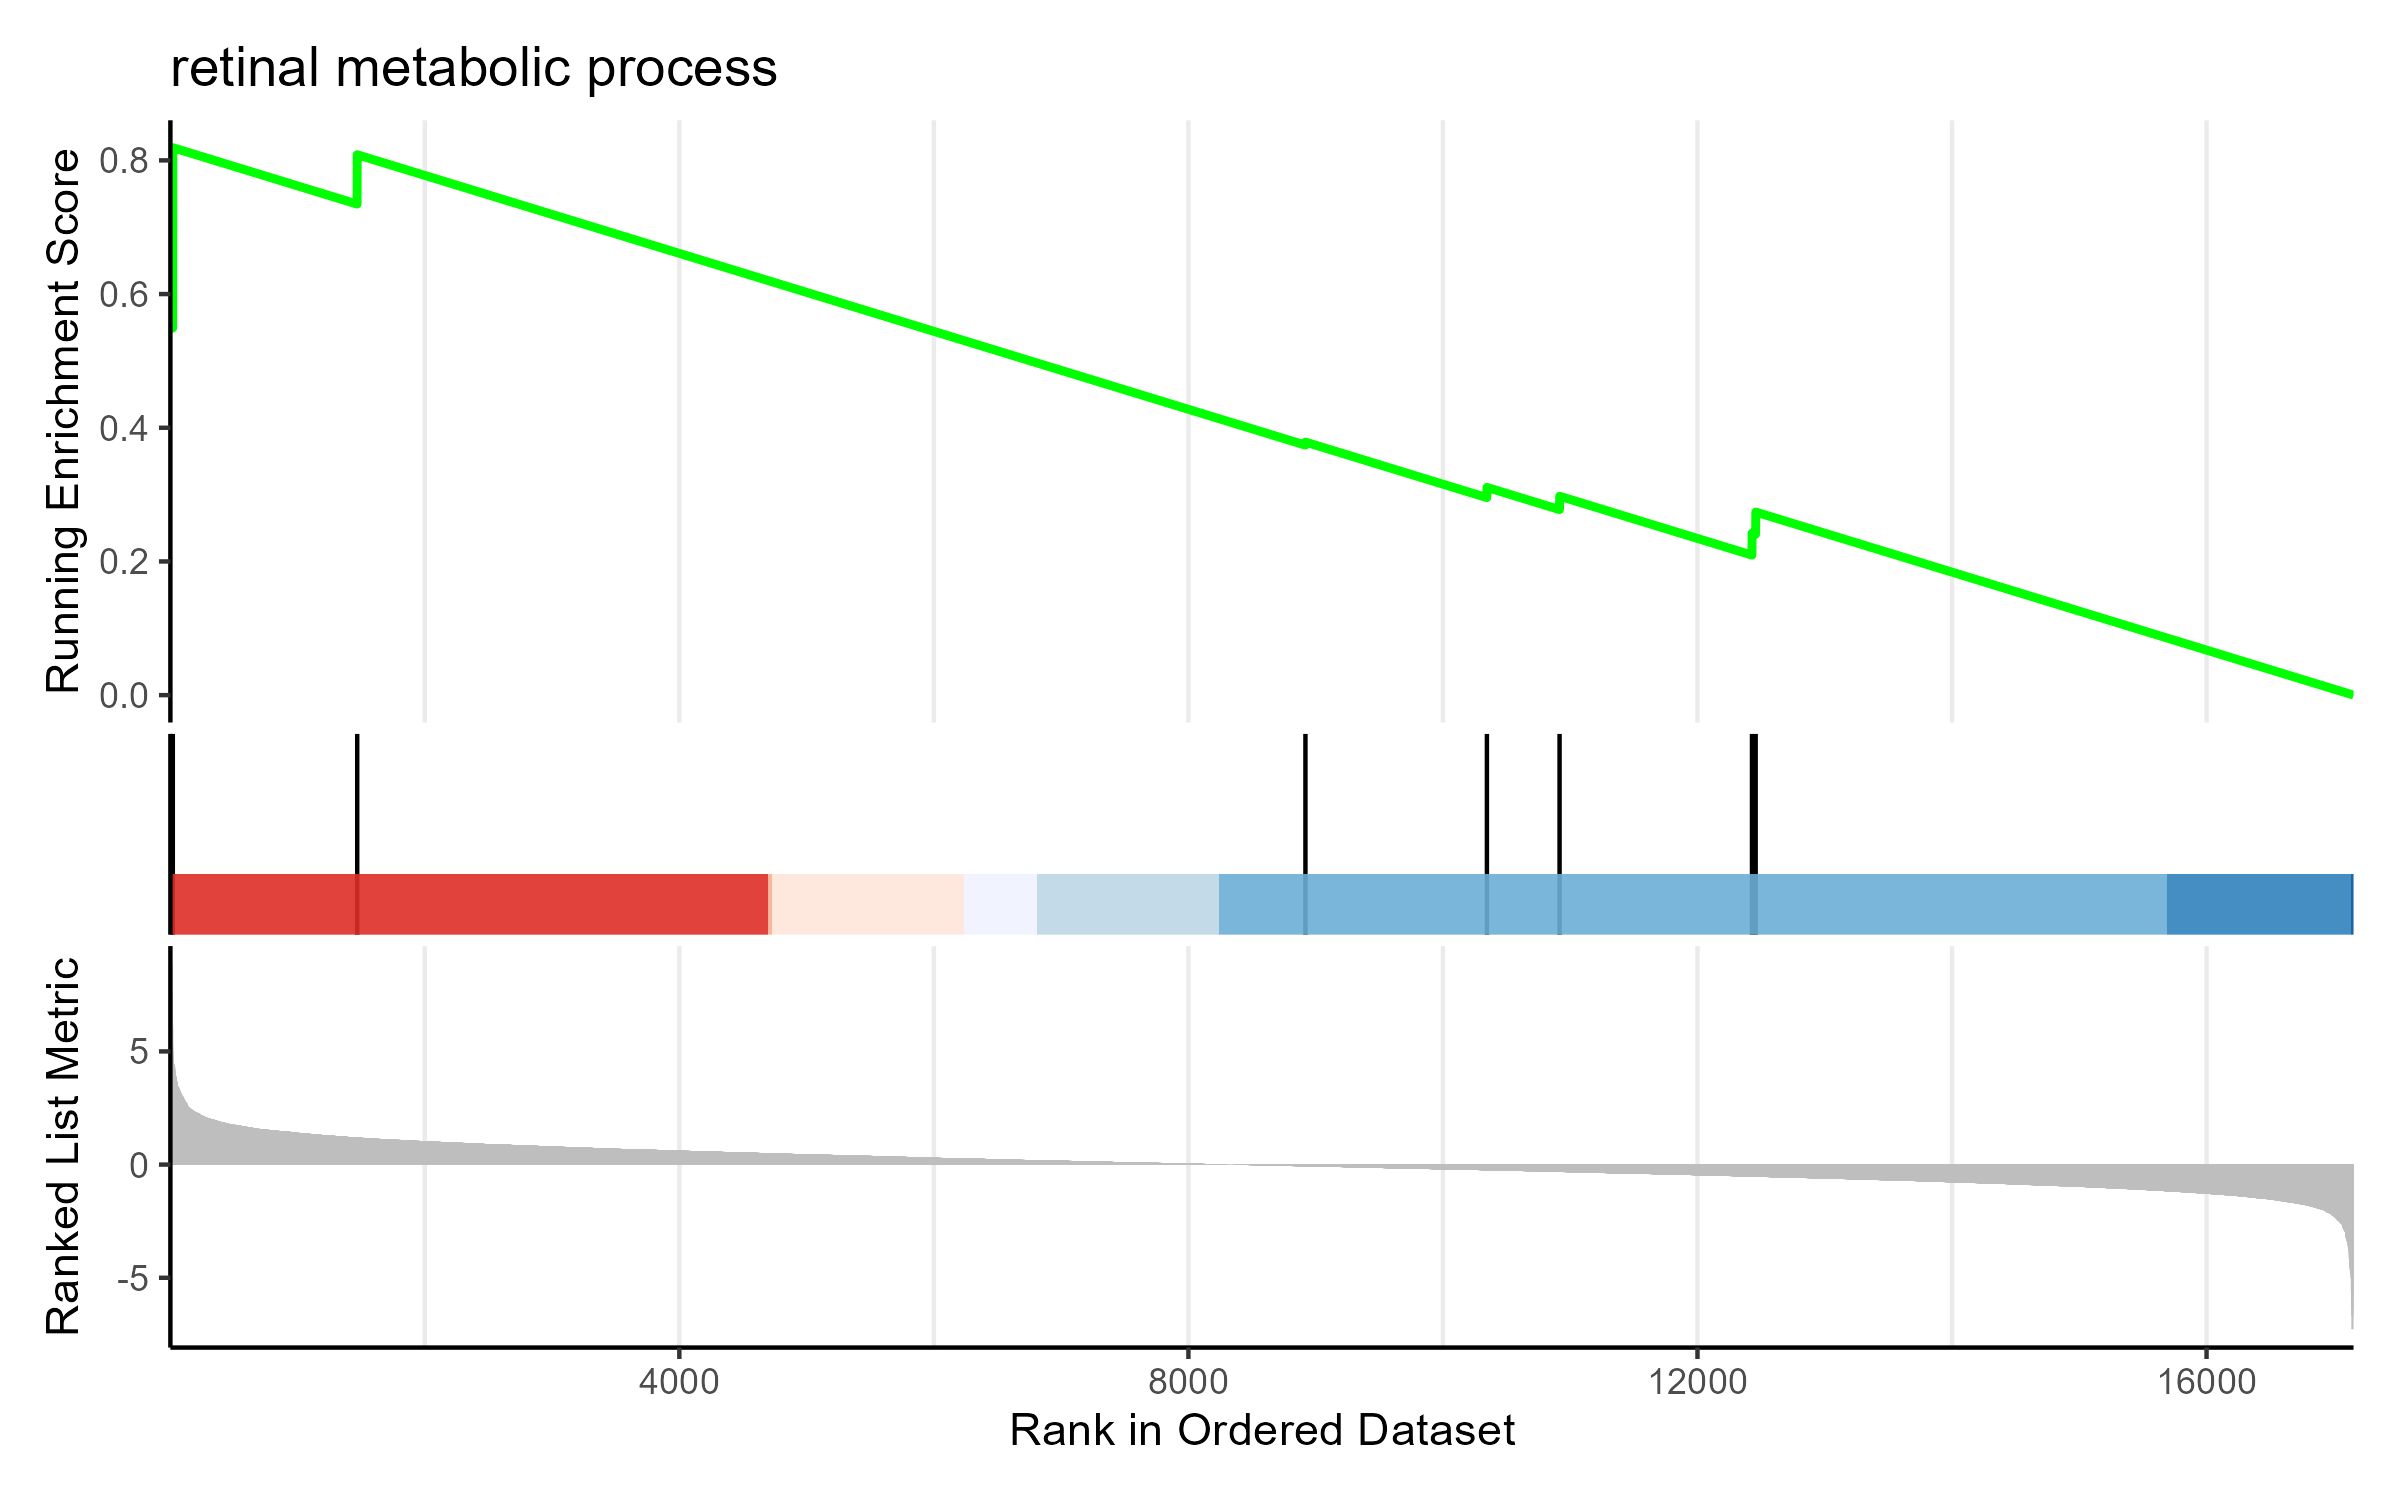 retinal metabolic process
Running Enrichment Score
0.8
0.6
0.4
0.2
0.0
Ranked List Metric
5
0
-5
4000 8000 12000 16000
Rank in Ordered Dataset